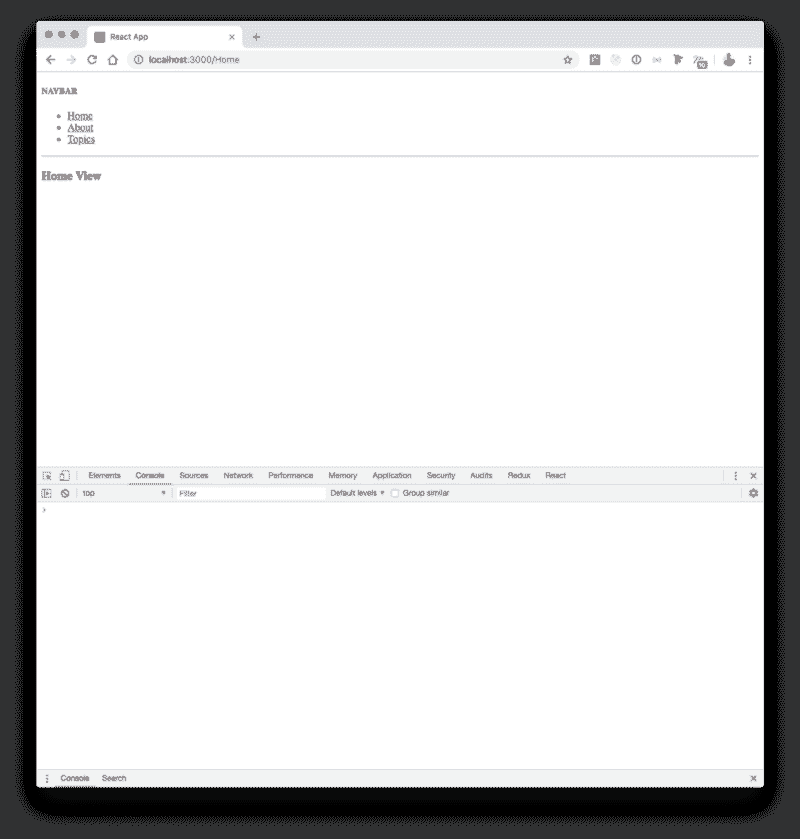 React App
localhost:3000/Home
NAVBAR
Home
About
Topics
Home View
Elements Console Sources Network Performance Memory Application Security Audits Redux React
top Filter Default levels Group similar
Console Search